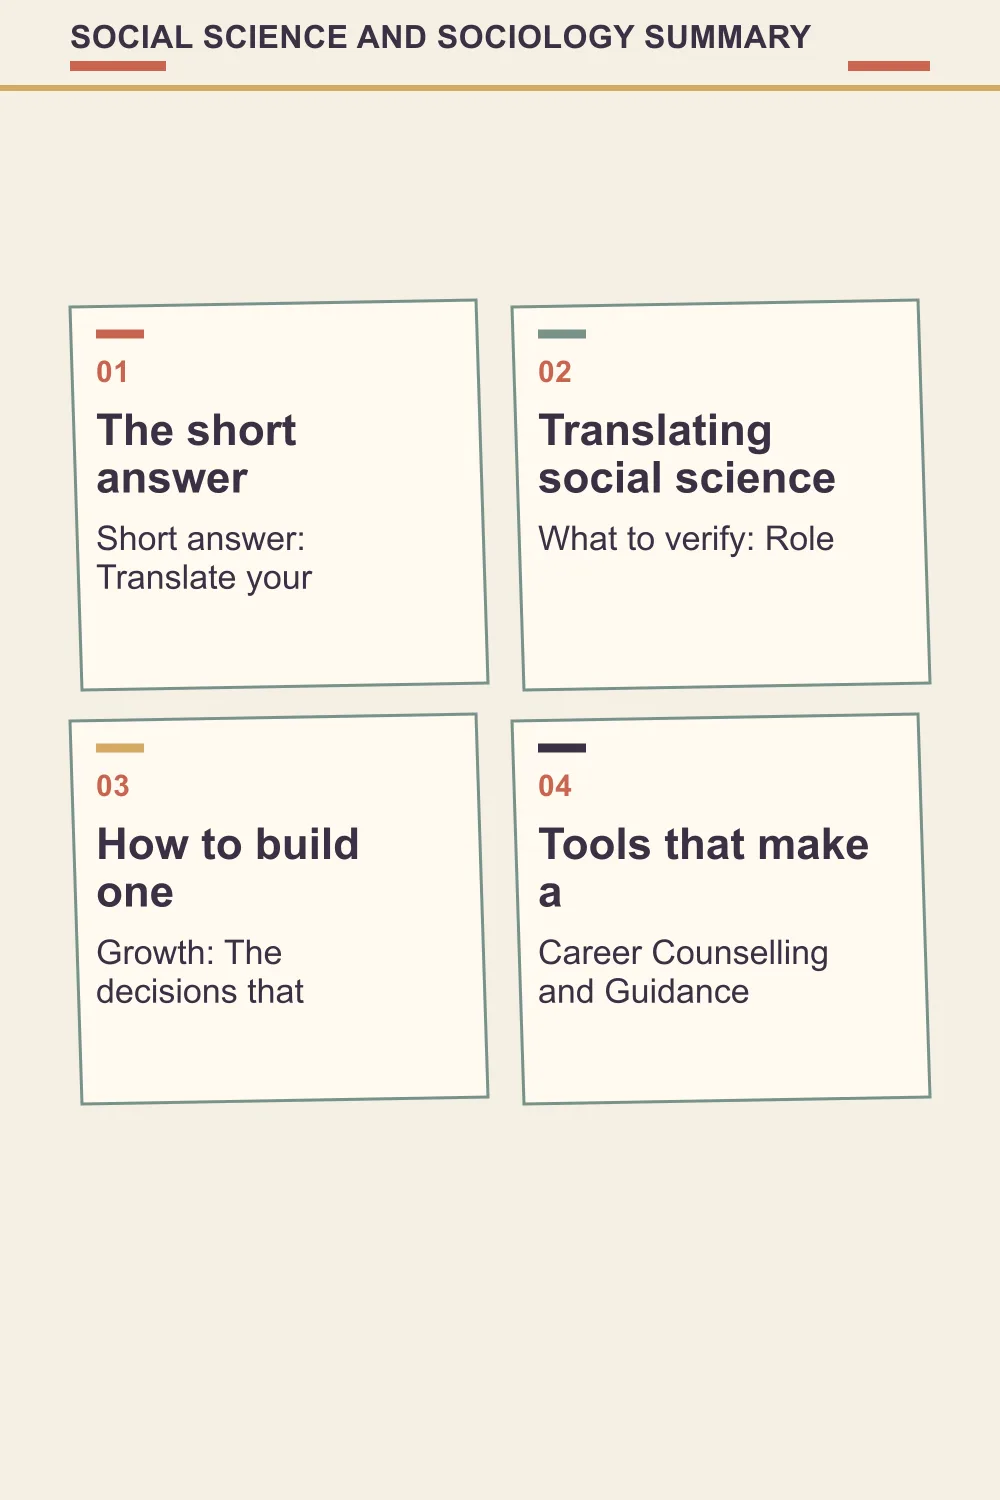 SOCIAL SCIENCE AND SOCIOLOGY SUMMARY
01
The short
answer
Short answer:
Translate your
02
Translating
social science
What to verify: Role
03
How to build
one
Growth: The
decisions that
04
Tools that make
a
Career Counselling
and Guidance